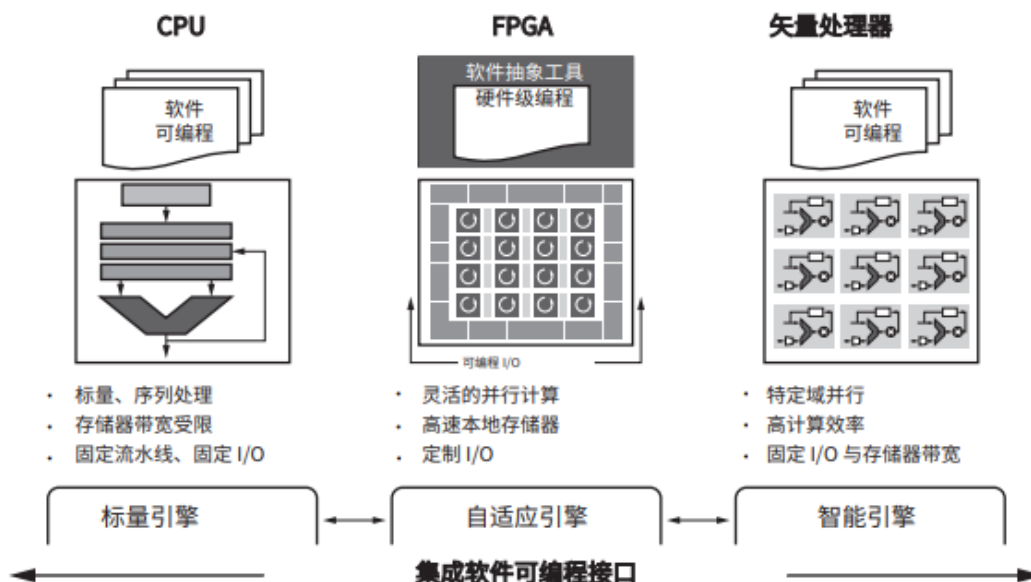 CPU
FPGA
矢量处理器
软件
可编程
软件抽象工具
硬件级编程
软件
可编程
可编程 I/O
· 标量、序列处理
· 存储器带宽受限
· 固定流水线、固定 I/O
· 灵活的并行计算
· 高速本地存储器
· 定制 I/O
· 特定域并行
· 高计算效率
· 固定 I/O 与存储器带宽
标量引擎
自适应引擎
智能引擎
集成软件可编程接口